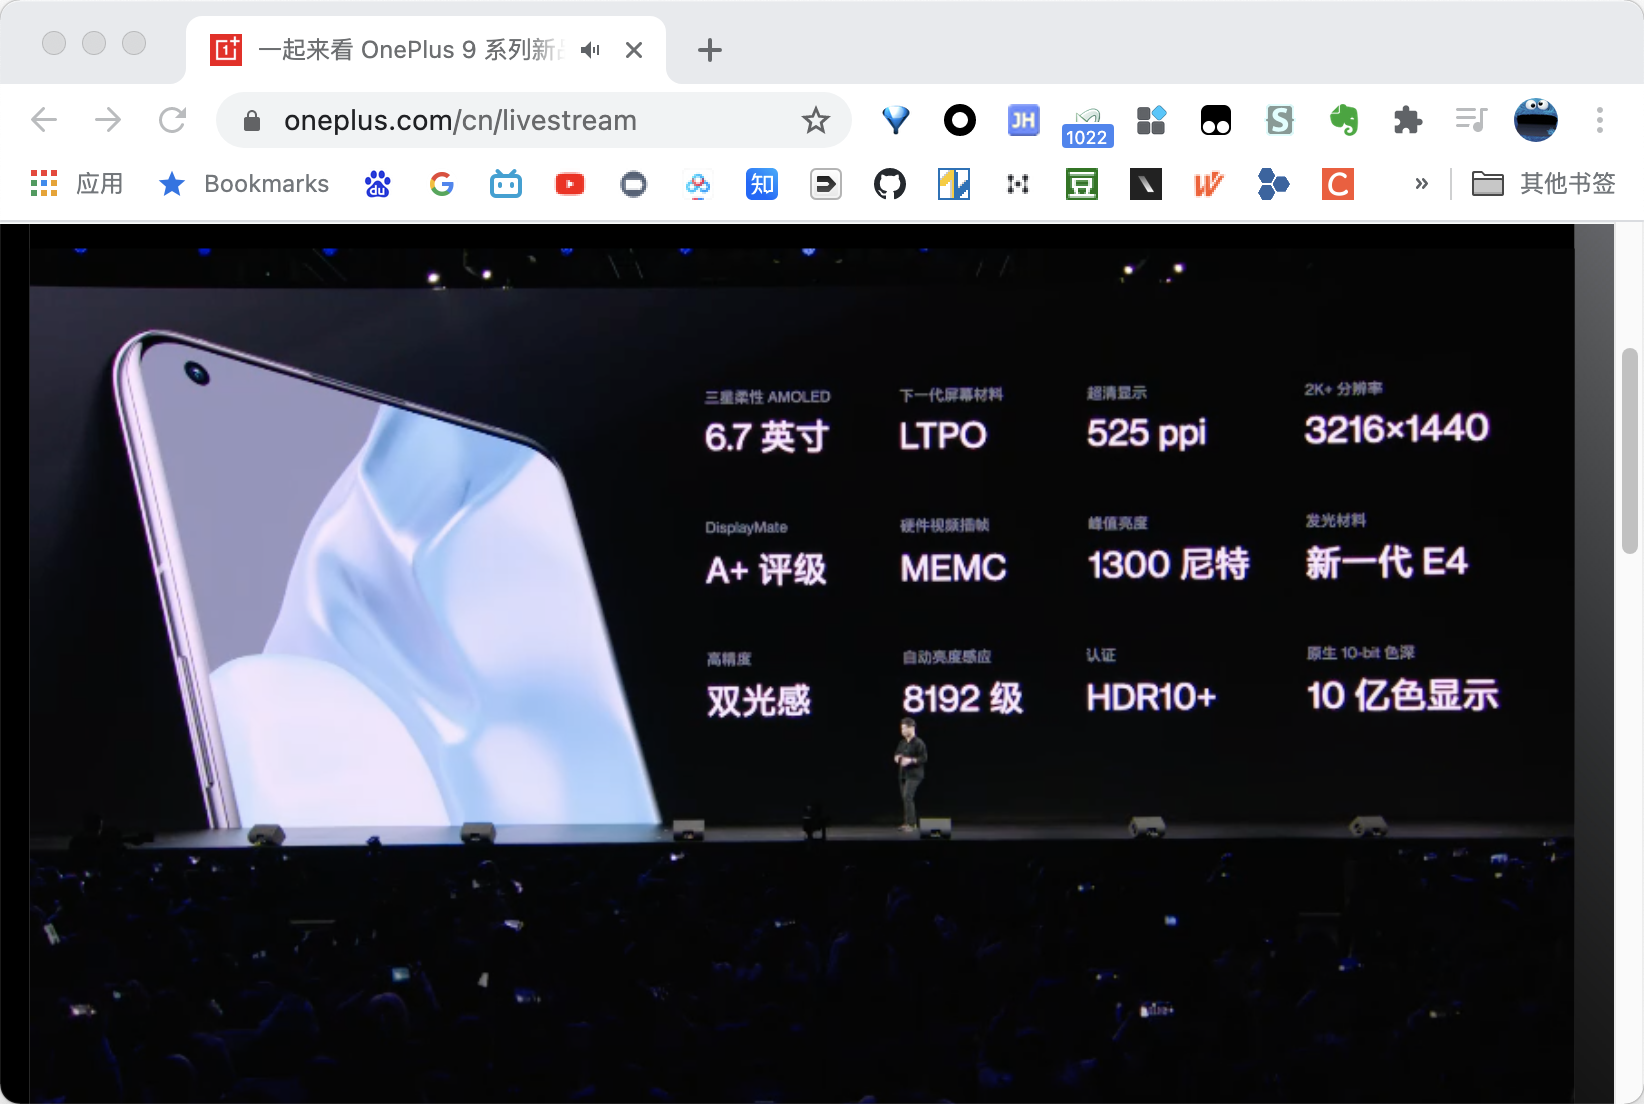 一起来看 OnePlus 9 系列新
oneplus.com/cn/livestream
JH
1022
S
应用
Bookmarks
du
G
知
豆
W
C
»
其他书签
三星柔性 AMOLED
6.7 英寸
下一代屏幕材料
LTPO
超清显示
525 ppi
2K+ 分辨率
3216×1440
DisplayMate
A+ 评级
硬件视频插帧
MEMC
峰值亮度
1300 尼特
发光材料
新一代 E4
高精度
双光感
自动亮度感应
8192 级
认证
HDR10+
原生 10-bit 色深
10 亿色显示